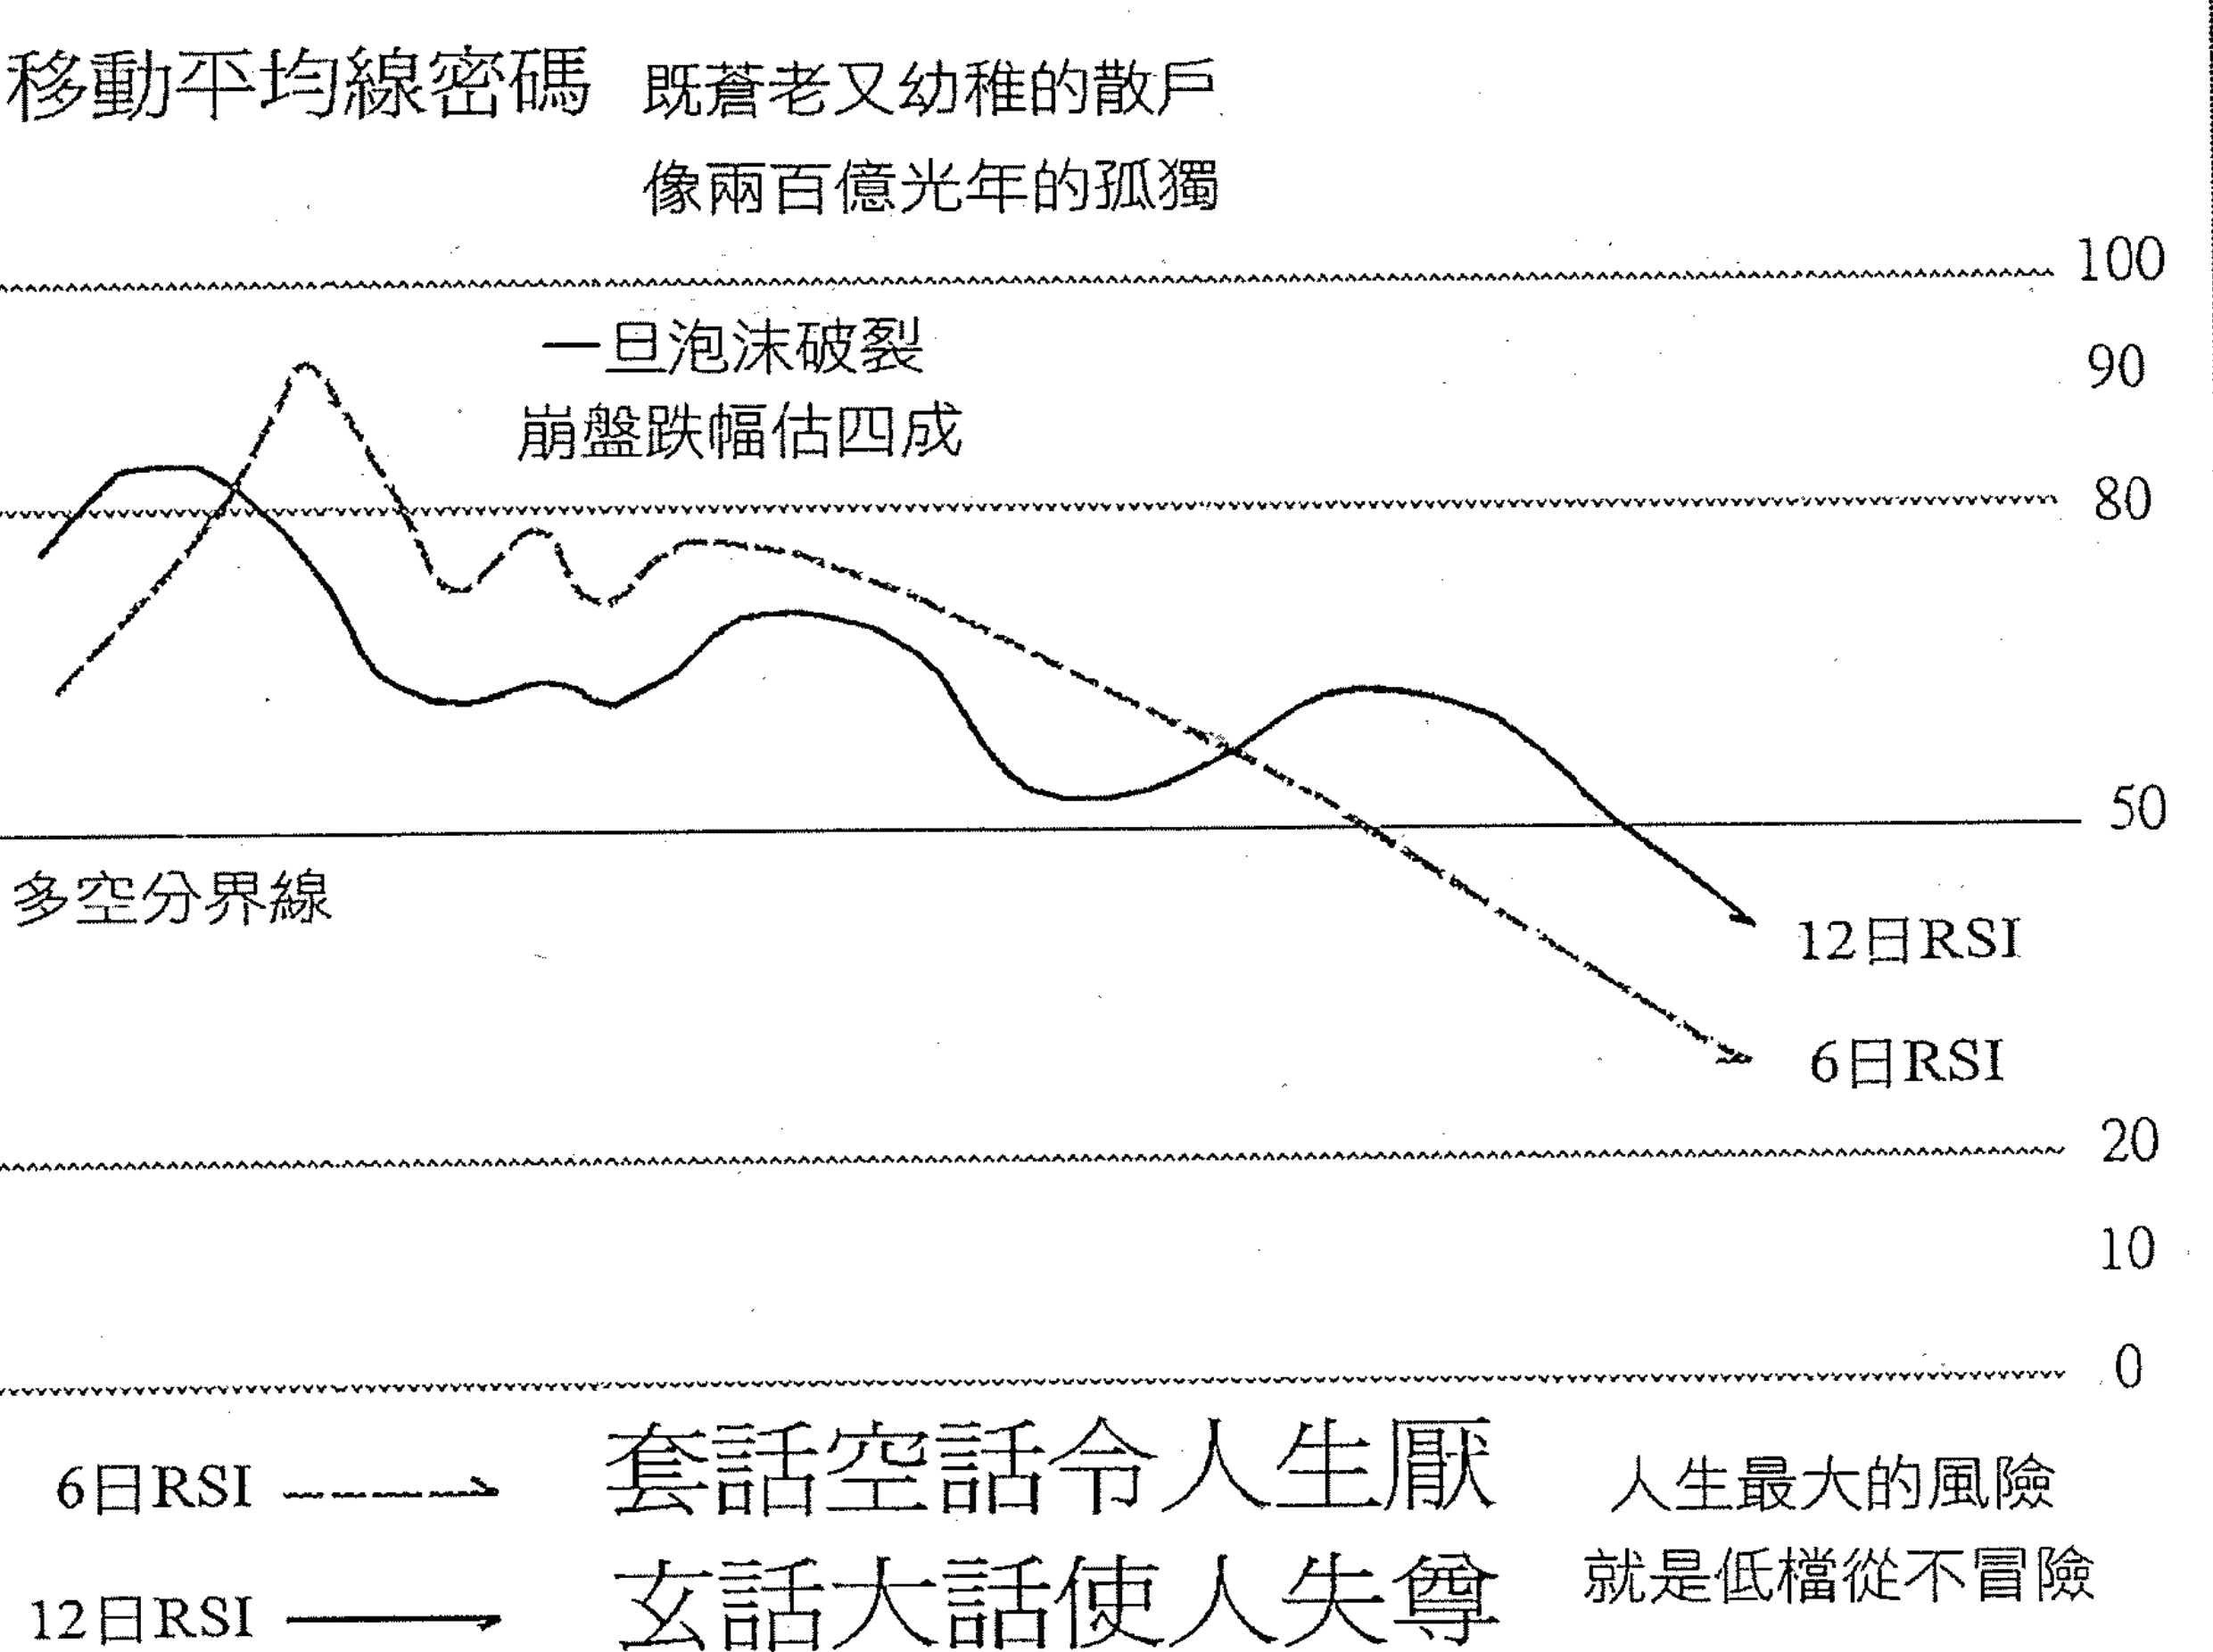 移動平均線密碼
既蒼老又幼稚的散戶
像兩百億光年的孤獨
100
一旦泡沫破裂
90
崩盤跌幅估四成
80
50
多空分界線
12日RSI
6日RSI
20
10
0
6日RSI
套話空話令人生厭
人生最大的風險
12日RSI
玄話大話使人失尊
就是低檔從不冒險